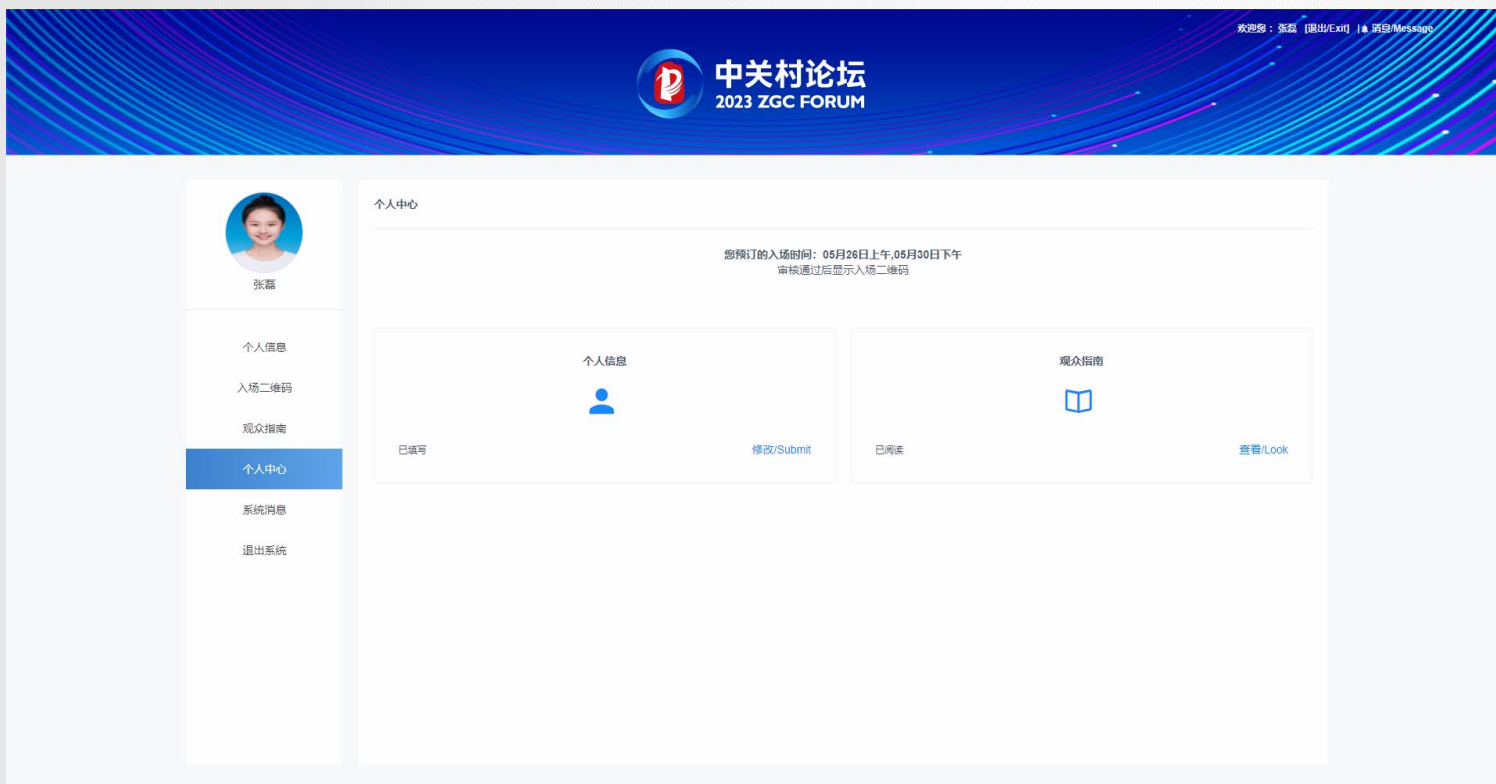 欢迎您：张磊 [退出/Exit] | 消息/Message
中关村论坛
2023 ZGC FORUM
张磊
个人信息
入场二维码
观众指南
个人中心
系统消息
退出系统
个人中心
您预订的入场时间：05月26日上午,05月30日下午
审核通过后显示入场二维码
个人信息
已填写 修改/Submit
观众指南
已阅读 查看/Look